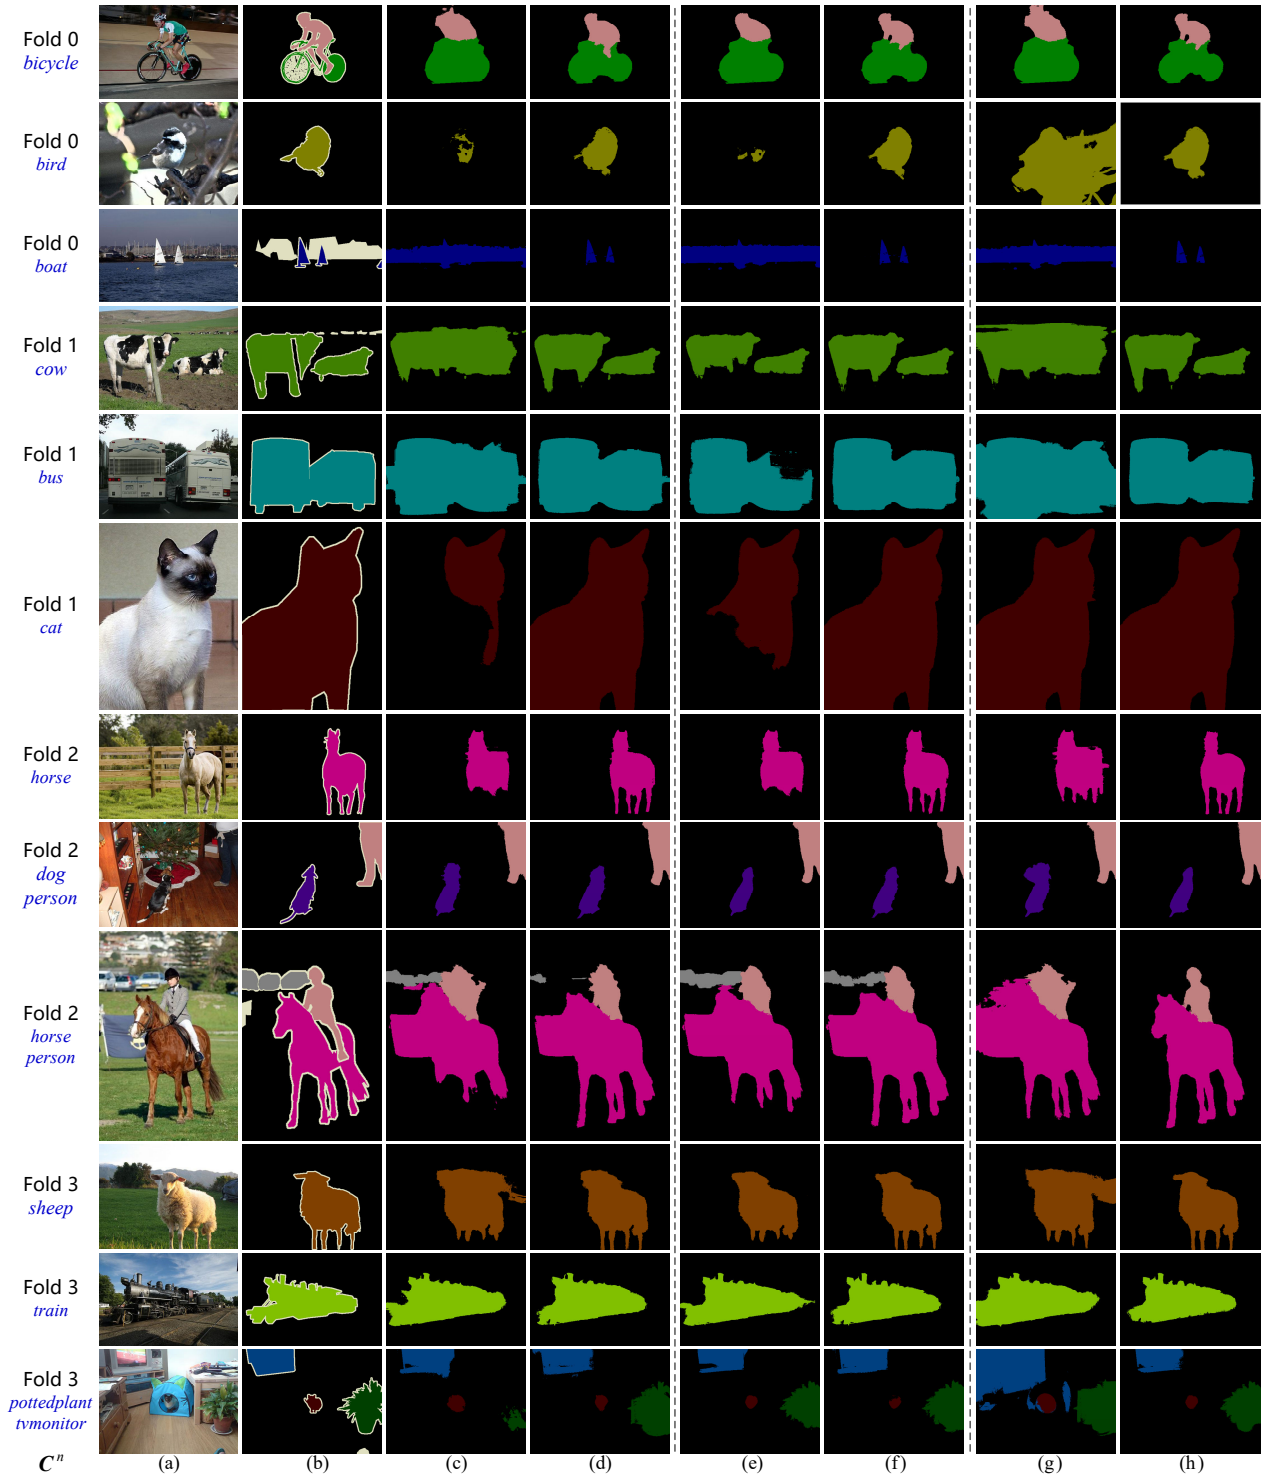 Fold 0
bicycle
Fold 0
bird
Fold 0
boat
Fold 1
cow
Fold 1
bus
Fold 1
cat
Fold 2
horse
Fold 2
dog
person
Fold 2
horse
person
Fold 3
sheep
Fold 3
train
Fold 3
pottedplant
tvmonitor
C^n (a) (b) (c) (d) (e) (f) (g) (h)